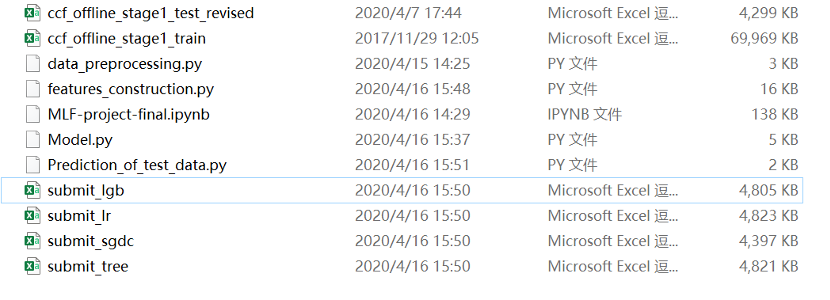 ccf_offline_stage1_test_revised 2020/4/7 17:44 Microsoft Excel 逗... 4,299 KB
ccf_offline_stage1_train 2017/11/29 12:05 Microsoft Excel 逗... 69,969 KB
data_preprocessing.py 2020/4/15 14:25 PY 文件 3 KB
features_construction.py 2020/4/16 15:48 PY 文件 16 KB
MLF-project-final.ipynb 2020/4/16 14:29 IPYNB 文件 138 KB
Model.py 2020/4/16 15:37 PY 文件 5 KB
Prediction_of_test_data.py 2020/4/16 15:51 PY 文件 2 KB
submit_lgb 2020/4/16 15:50 Microsoft Excel 逗... 4,805 KB
submit_lr 2020/4/16 15:50 Microsoft Excel 逗... 4,823 KB
submit_sgdc 2020/4/16 15:50 Microsoft Excel 逗... 4,397 KB
submit_tree 2020/4/16 15:50 Microsoft Excel 逗... 4,821 KB